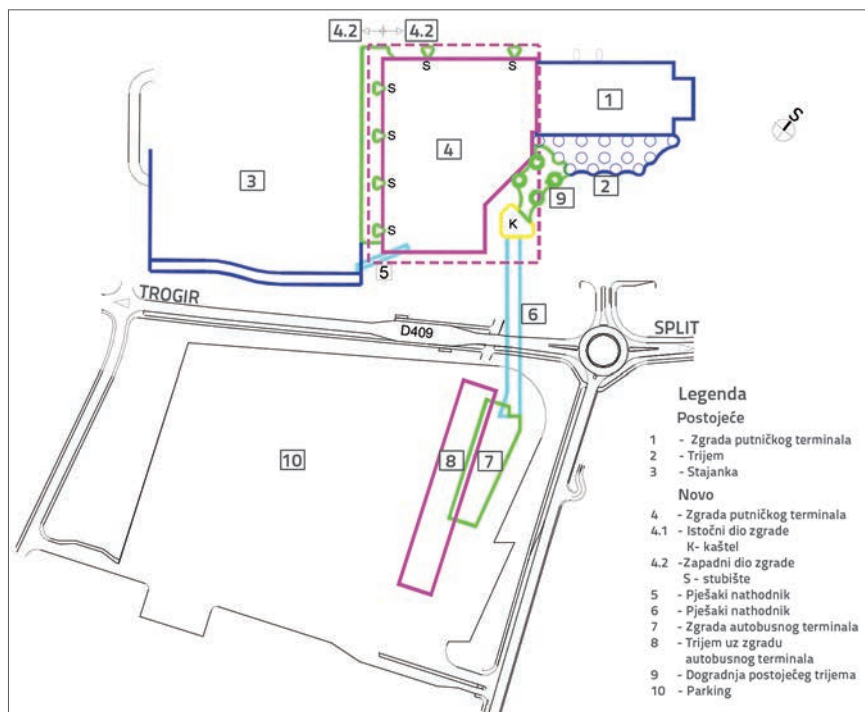 4.2 4.2
S S
S
S
S
S
1
4
3
2
9
K
5
6
S
I
TROGIR
D409
SPLIT
10
8
7
Legenda
Postojeće
1 - Zgrada putničkog terminala
2 - Trijem
3 - Stajanka
Novo
4 - Zgrada putničkog terminala
4.1 - Istočni dio zgrade
K- kaštel
4.2 -Zapadni dio zgrade
S - stubište
5 - Pješaki nathodnik
6 - Pješaki nathodnik
7 - Zgrada autobusnog terminala
8 - Trijem uz zgradu
autobusnog terminala
9 - Dogradnja postojećeg trijema
10 - Parking